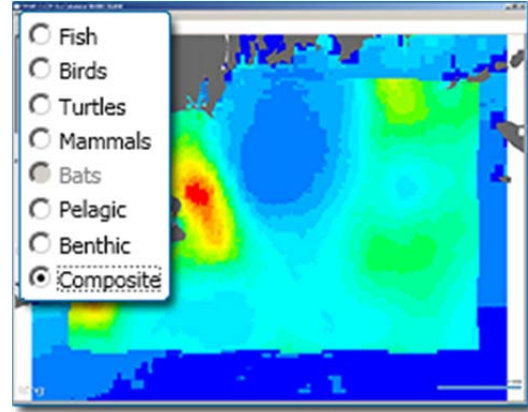 Fish
Birds
Turtles
Mammals
Bats
Pelagic
Benthic
Composite